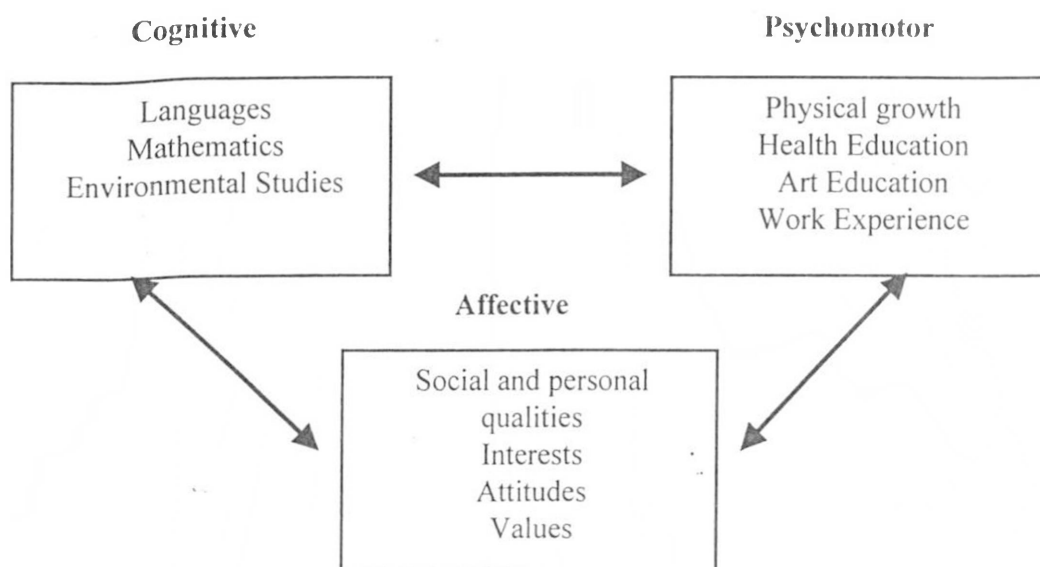 Cognitive
Languages
Mathematics
Environmental Studies
Psychomotor
Physical growth
Health Education
Art Education
Work Experience
Affective
Social and personal
qualities
Interests
Attitudes
Values